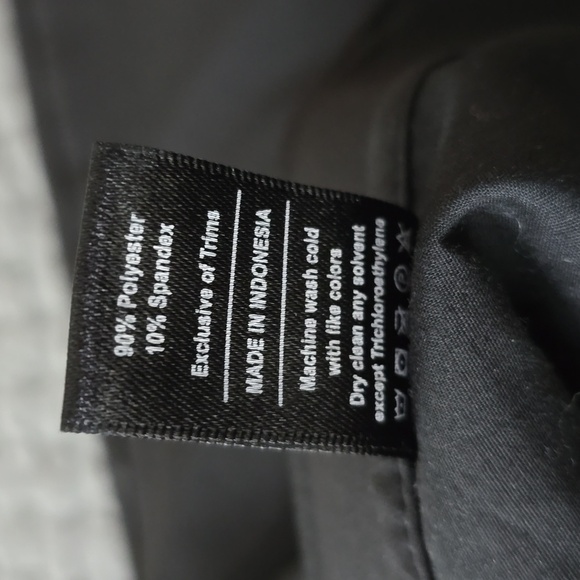 90% Polyester
10% Spandex
Exclusive of Trims
MADE IN INDONESIA
Machine wash cold
with like colors
Dry clean any solvent
except Trichloroethylene